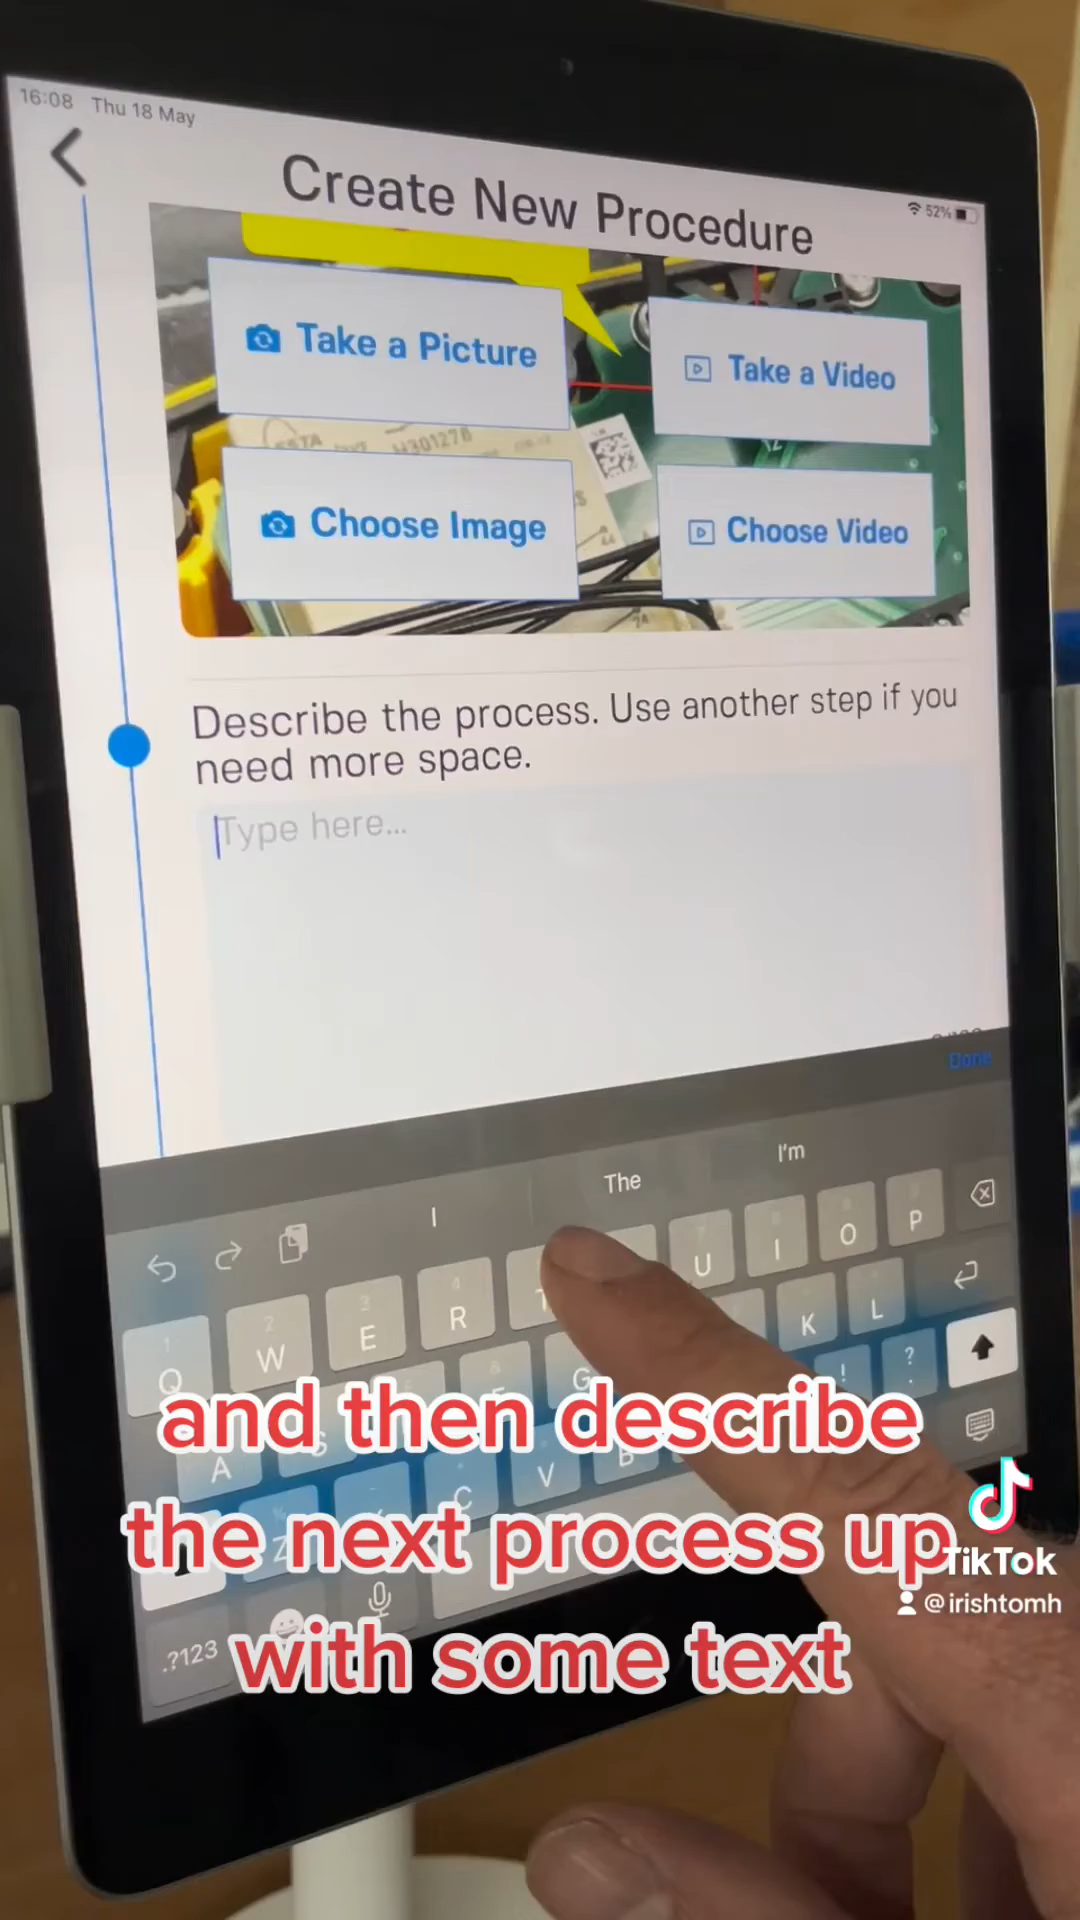 16:08 Thu 18 May
52%
Create New Procedure
Take a Picture
Take a Video
H301276
Choose Image
Choose Video
Describe the process. Use another step if you
need more space.
Type here...
Done
I
The
I'm
Q W E R T U I O P
A S G K L
Z C V B ! ?
.?123
and then describe
the next process up
with some text
TikTok
@irishtomh